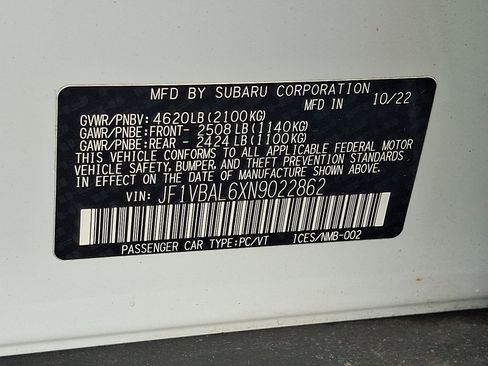 MFD BY SUBARU CORPORATION
MFD IN 10/22
GVWR/PNBV: 4620LB(2100KG)
GAWR/PNBE:FRONT- 2508 LB(1140KG)
GAWR/PNBE:REAR - 2424 LB(1100KG)
THIS VEHICLE CONFORMS TO ALL APPLICABLE FEDERAL MOTOR
VEHICLE SAFETY, BUMPER, AND THEFT PREVENTION STANDARDS
IN EFFECT ON THE DATE OF MANUFACTURE SHOWN ABOVE.
VIN: JF1VBAL6XN9022862
PASSENGER CAR TYPE:PC/VT ICES/NMB-002